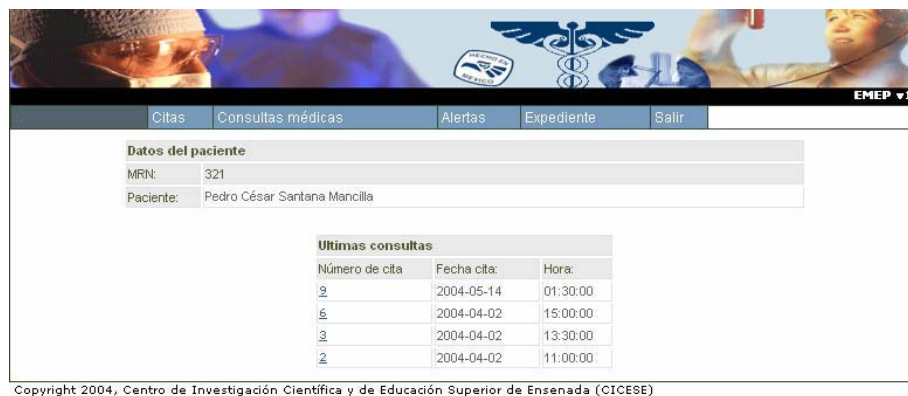 HECHO EN
MEXICO
EMEP
Citas Consultas médicas Alertas Expediente Salir
Datos del paciente
MRN: 321
Paciente: Pedro César Santana Mancilla
Ultimas consultas
Número de cita Fecha cita: Hora:
9 2004-05-14 01:30:00
6 2004-04-02 15:00:00
3 2004-04-02 13:30:00
2 2004-04-02 11:00:00
Copyright 2004, Centro de Investigación Científica y de Educación Superior de Ensenada (CICESE)